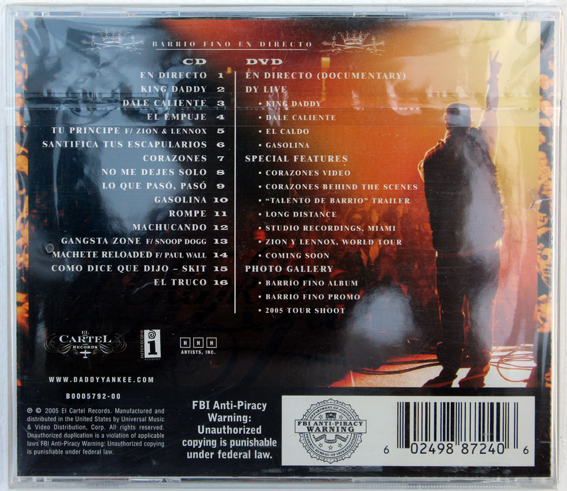 BARRIO FINO EN DIRECTO
CD
EN DIRECTO 1
KING DADDY 2
DALE CALIENTE 3
EL EMPUJE 4
TU PRINCIPE F/ ZION & LENNOX 5
SANTIFICA TUS ESCAPULARIOS 6
CORAZONES 7
NO ME DEJES SOLO 8
LO QUE PASÓ, PASÓ 9
GASOLINA 10
ROMPE 11
MACHUCANDO 12
GANGSTA ZONE F/ SNOOP DOGG 13
MACHETE RELOADED F/ PAUL WALL 14
COMO DICE QUE DIJO – SKIT 15
EL TRUCO 16
DVD
EN DIRECTO (DOCUMENTARY)
DY LIVE
• KING DADDY
• DALE CALIENTE
• EL CALDO
• GASOLINA
SPECIAL FEATURES
• CORAZONES VIDEO
• CORAZONES BEHIND THE SCENES
• "TALENTO DE BARRIO" TRAILER
• LONG DISTANCE
• STUDIO RECORDINGS, MIAMI
• ZION Y LENNOX, WORLD TOUR
• COMING SOON
PHOTO GALLERY
• BARRIO FINO ALBUM
• BARRIO FINO PROMO
• 2005 TOUR SHOOT
EL
CARTEL
RECORDS
INTERSCOPE
i
ARTISTS, INC.
WWW.DADDYYANKEE.COM
B0005792-00
℗ © 2005 El Cartel Records. Manufactured and
distributed in the United States by Universal Music
& Video Distribution, Corp. All rights reserved.
Unauthorized duplication is a violation of applicable
laws FBI Anti-Piracy Warning: Unauthorized copying
is punishable under federal law.
FBI Anti-Piracy
Warning:
Unauthorized
copying is punishable
under federal law.
FBI ANTI-PIRACY
WARNING
6 02498 87240 6